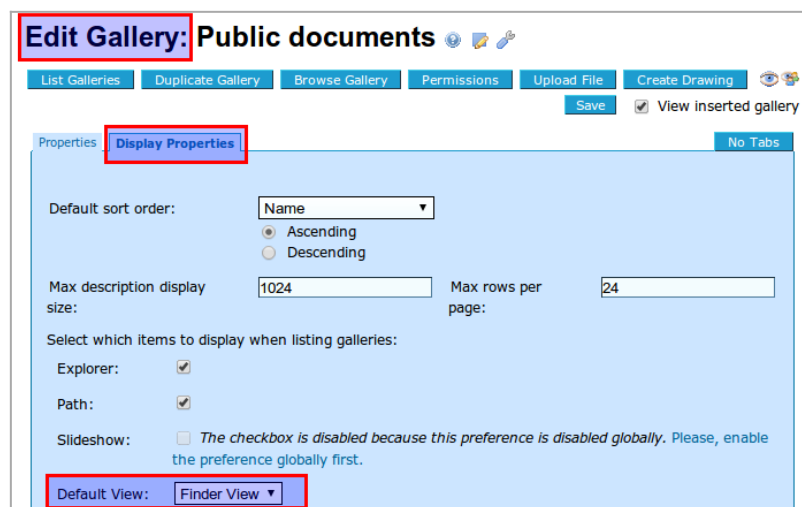 Edit Gallery: Public documents
List Galleries Duplicate Gallery Browse Gallery Permissions Upload File Create Drawing
Save View inserted gallery
Properties Display Properties No Tabs
Default sort order: Name
Ascending
Descending
Max description display size: 1024 Max rows per page: 24
Select which items to display when listing galleries:
Explorer:
Path:
Slideshow: The checkbox is disabled because this preference is disabled globally. Please, enable
the preference globally first.
Default View: Finder View